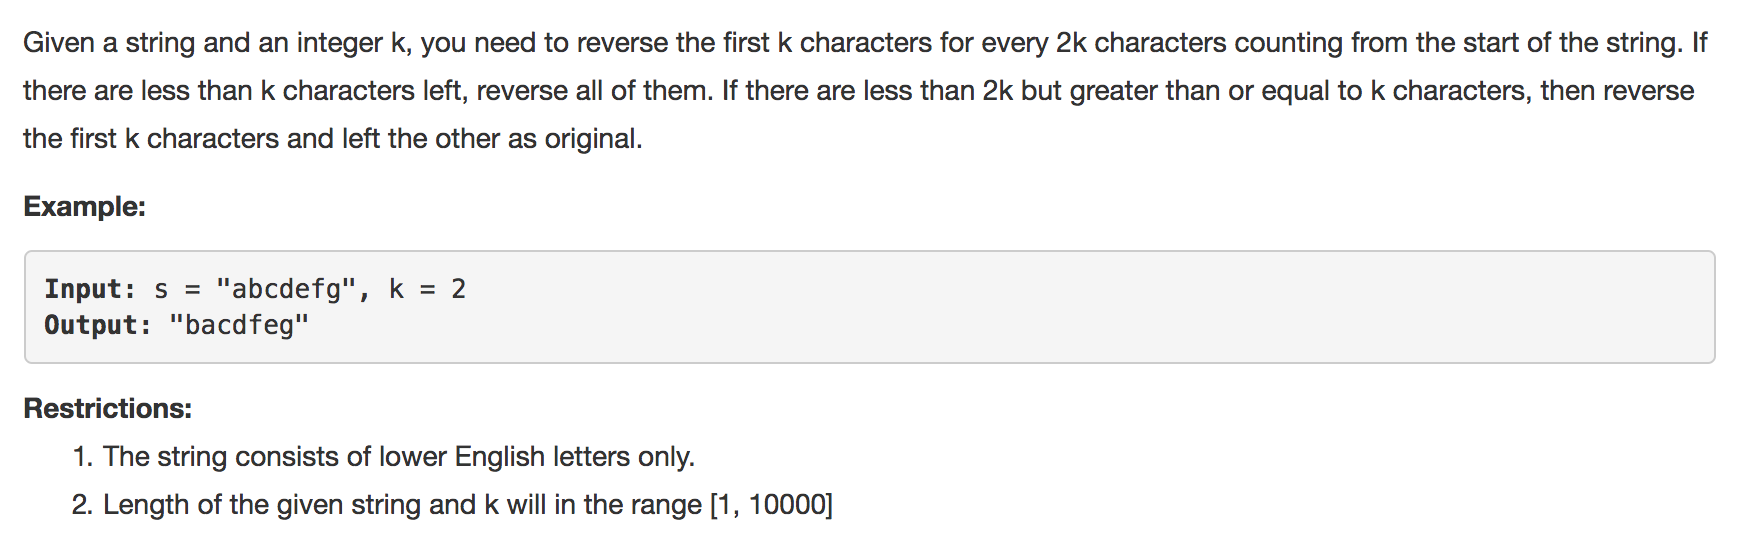 Given a string and an integer k, you need to reverse the first k characters for every 2k characters counting from the start of the string. If
there are less than k characters left, reverse all of them. If there are less than 2k but greater than or equal to k characters, then reverse
the first k characters and left the other as original.
Example:
Input: s = "abcdefg", k = 2
Output: "bacdfeg"
Restrictions:
1. The string consists of lower English letters only.
2. Length of the given string and k will in the range [1, 10000]